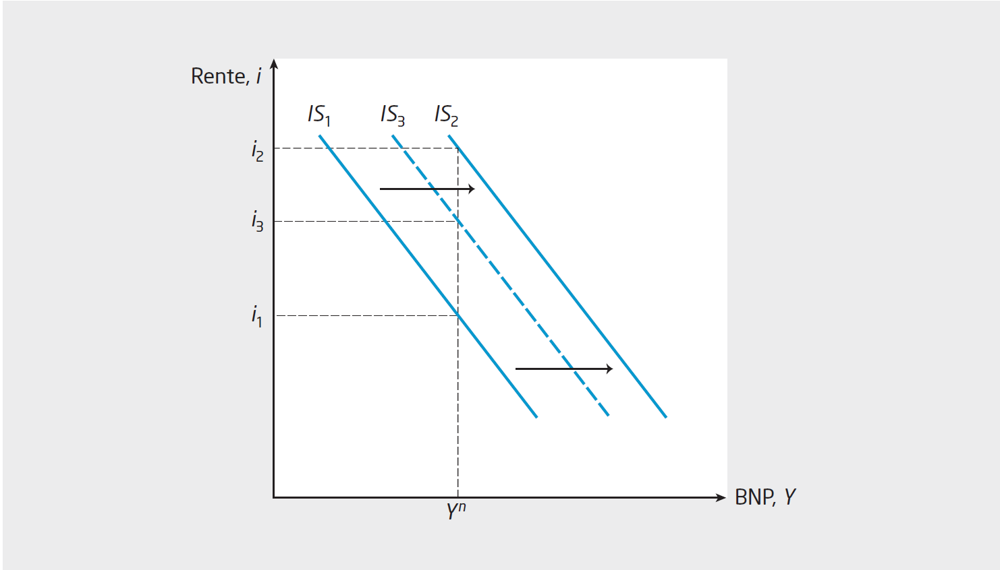 Rente, i
IS₁
IS₃
IS₂
i₂
i₃
i₁
BNP, Y
Yⁿ